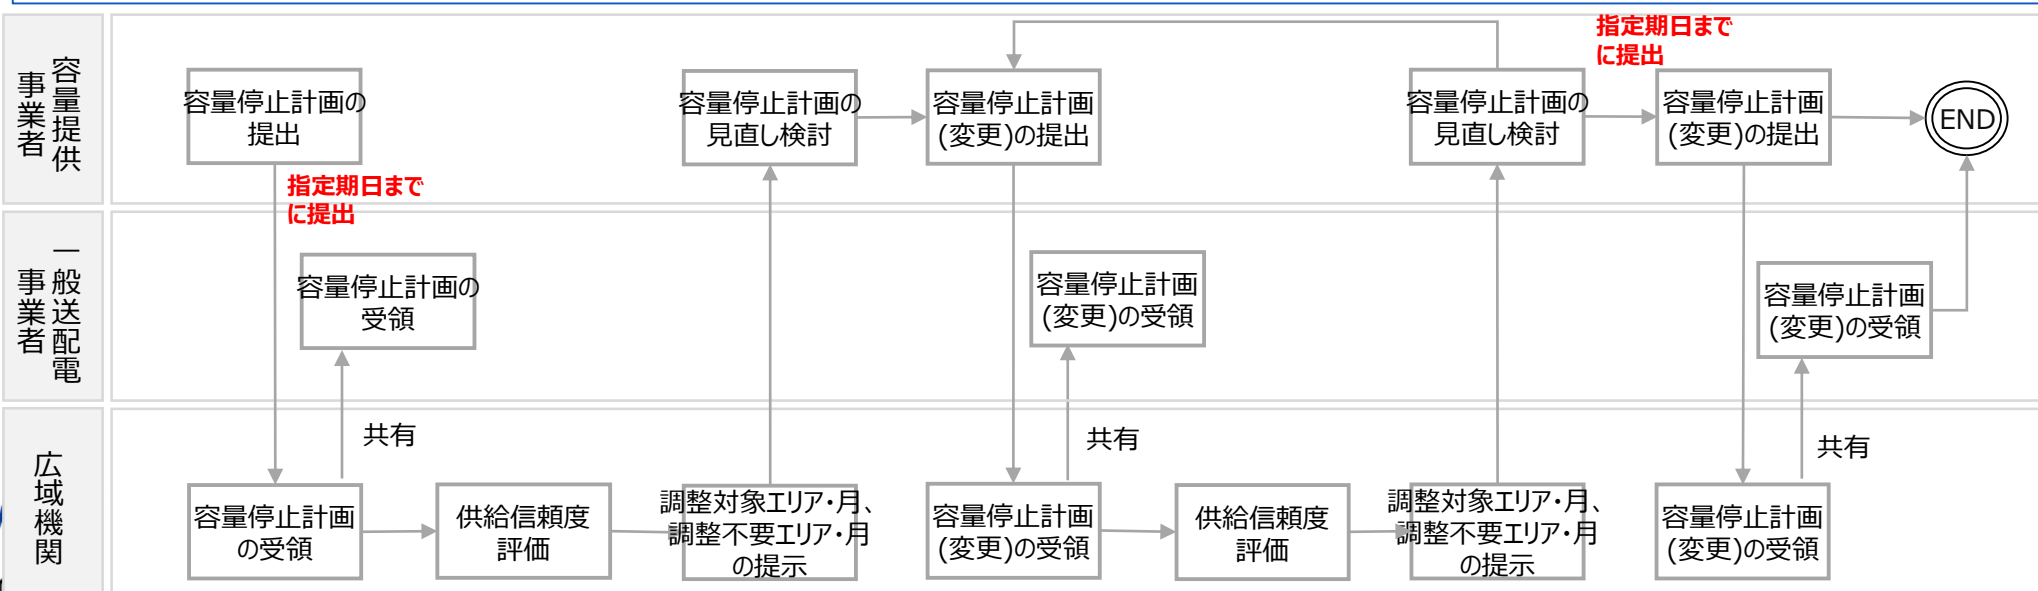 容量提供
事業者
容量停止計画の
提出
指定期日まで
に提出
容量停止計画の
見直し検討
容量停止計画
(変更)の提出
容量停止計画の
見直し検討
指定期日まで
に提出
容量停止計画
(変更)の提出
END
一般送配電
事業者
容量停止計画の
受領
容量停止計画
(変更)の受領
容量停止計画
(変更)の受領
広域機関
共有
共有
共有
容量停止計画
の受領
供給信頼度
評価
調整対象エリア・月、
調整不要エリア・月
の提示
容量停止計画
(変更)の受領
供給信頼度
評価
調整対象エリア・月、
調整不要エリア・月
の提示
容量停止計画
(変更)の受領